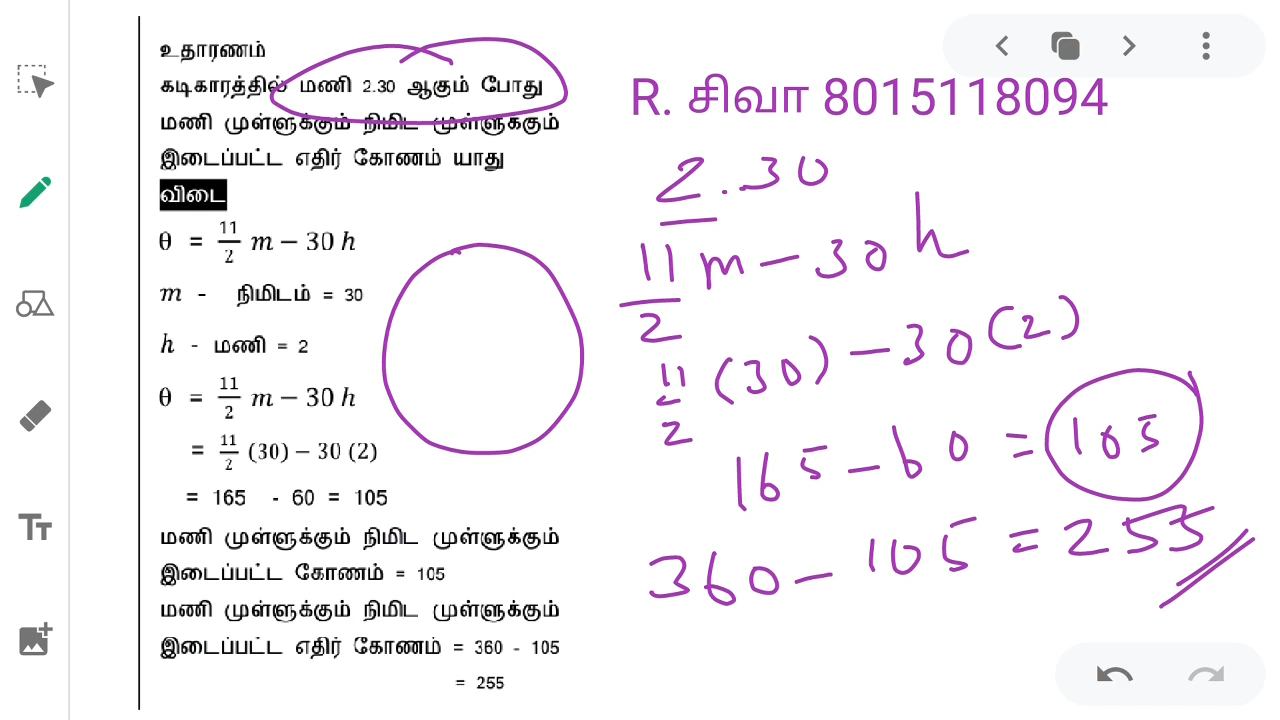 உதாரணம்
கடிகாரத்தில் மணி 2.30 ஆகும் போது
மணி முள்ளுக்கும் நிமிட முள்ளுக்கும்
இடைப்பட்ட எதிர் கோணம் யாது
விடை
θ = 11/2 m − 30 h
m - நிமிடம் = 30
h - மணி = 2
θ = 11/2 m − 30 h
= 11/2 (30) − 30 (2)
= 165 - 60 = 105
மணி முள்ளுக்கும் நிமிட முள்ளுக்கும்
இடைப்பட்ட கோணம் = 105
மணி முள்ளுக்கும் நிமிட முள்ளுக்கும்
இடைப்பட்ட எதிர் கோணம் = 360 - 105
= 255
R. சிவா 8015118094
2.30
11/2 m − 30 h
11/2 (30) − 30 (2)
165 − 60 = 105
360 − 105 = 255
Tт